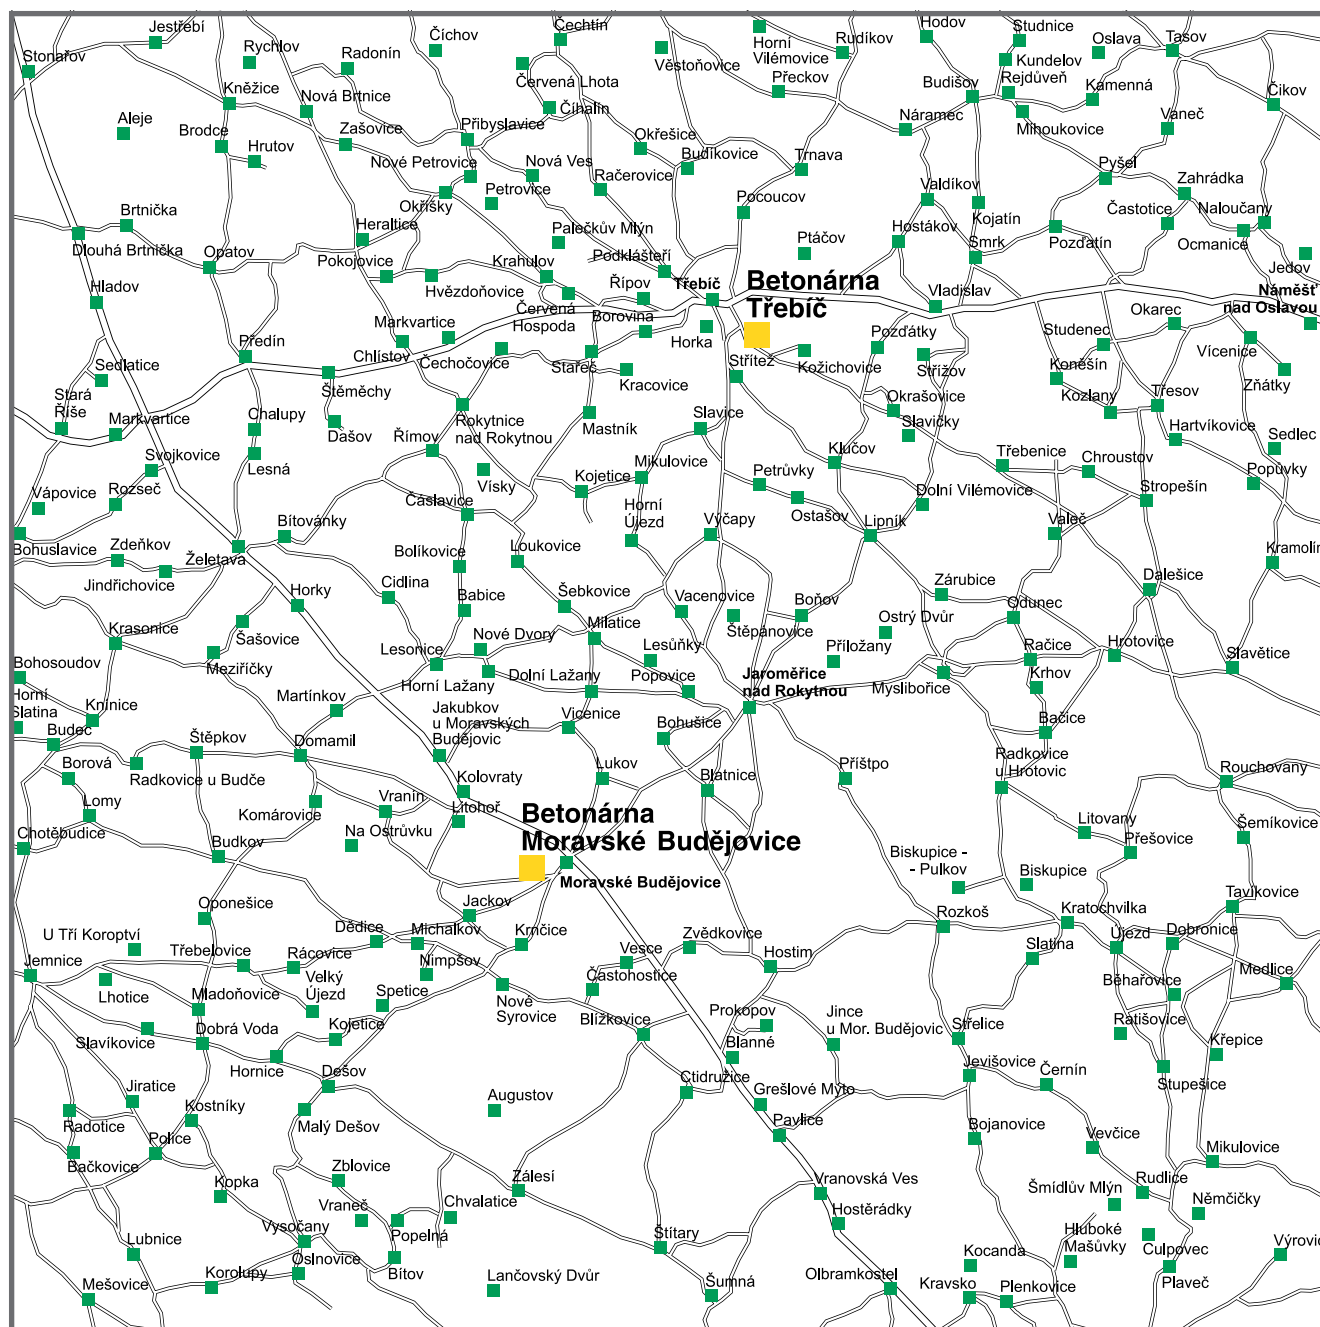 Jestřebí
Stonařov
Rychlov
Radonín
Číchov
Čechtín
Věstoňovice
Horní
Vilémovice
Přeckov
Rudíkov
Hodov
Studnice
Kundelov
Rejdůveň
Oslava
Tasov
Kněžice
Nová Brtnice
Červená Lhota
Číhalín
Budišov
Kamenná
Čikov
Aleje
Brodce
Hrutov
Zašovice
Přibyslavice
Okřešice
Náramec
Mihoukovice
Vaneč
Nové Petrovice
Nová Ves
Budíkovice
Trnava
Pyšel
Petrovice
Račerovice
Valdíkov
Zahrádka
Okříšky
Pocoucov
Kojatín
Častotice
Naloučany
Brtnička
Heraltice
Palečkův Mlýn
Hostákov
Dlouhá Brtnička
Opatov
Pokojovice
Krahulov
Podklášteří
Ptáčov
Smrk
Pozďatín
Ocmanice
Jedov
Hladov
Hvězdoňovice
Řípov
Třebíč
Betonárna
Třebíč
Vladislav
Náměšť
nad Oslavou
Červená
Hospoda
Borovina
Okarec
Předín
Markvartice
Chlístov
Horka
Pozďátky
Studenec
Vícenice
Sedlatice
Čechočovice
Stařeč
Střítež
Kožichovice
Střížov
Koněšín
Zňátky
Stará
Říše
Štěměchy
Kracovice
Okrašovice
Kozlany
Třesov
Markvartice
Chalupy
Dašov
Římov
Rokytnice
nad Rokytnou
Mastník
Slavice
Slavičky
Hartvíkovice
Sedlec
Svojkovice
Lesná
Mikulovice
Klučov
Třebenice
Chroustov
Vápovice
Rozseč
Vísky
Kojetice
Petrůvky
Popůvky
Čáslavice
Horní
Újezd
Ostašov
Dolní Vilémovice
Stropešín
Bohuslavice
Zdeňkov
Bítovánky
Výčapy
Lipník
Valeč
Želetava
Bolíkovice
Loukovice
Kramolín
Jindřichovice
Cidlina
Babice
Šebkovice
Vacenovice
Boňov
Zárubice
Dalešice
Horky
Štěpánovice
Ostrý Dvůr
Odunec
Krasonice
Šašovice
Nové Dvory
Milatice
Lesůňky
Příložany
Račice
Hrotovice
Slavětice
Bohosoudov
Meziříčky
Lesonice
Horní Lažany
Dolní Lažany
Popovice
Jaroměřice
nad Rokytnou
Myslibořice
Krhov
Horní
Slatina
Knínice
Martínkov
Jakubkov
u Moravských
Budějovic
Vícenice
Bohušice
Bačice
Budeč
Štěpkov
Domamil
Radkovice
u Hrotovic
Borová
Radkovice u Budče
Kolovraty
Lukov
Blatnice
Příštpo
Rouchovany
Lomy
Komárovice
Vranín
Litohoř
Betonárna
Moravské Budějovice
Litovany
Šemíkovice
Chotěbudice
Na Ostrůvku
Přešovice
Budkov
Biskupice -
- Pulkov
Biskupice
Moravské Budějovice
Tavíkovice
Oponešice
Jackov
Rozkoš
Kratochvilka
U Tří Koroptví
Dědice
Michalkov
Krnčice
Zvědkovice
Újezd
Dobronice
Třebelovice
Rácovice
Vesce
Hostim
Slatina
Jemnice
Velký
Újezd
Nimpšov
Častohostice
Běhařovice
Medlice
Lhotice
Mladoňovice
Spetice
Nové
Syrovice
Prokopov
Jince
u Mor. Budějovic
Ratišovice
Slavíkovice
Dobrá Voda
Kojetice
Blížkovice
Blanné
Střelice
Křepice
Hornice
Dešov
Ctidružice
Grešlové Mýto
Jevišovice
Černín
Stupešice
Jiratice
Augustov
Radotice
Kostníky
Malý Dešov
Pavlice
Bojanovice
Vevčice
Police
Mikulovice
Bačkovice
Zblovice
Zálesí
Vranovská Ves
Šmídlův Mlýn
Rudlice
Kopka
Vraneč
Chvalatice
Němčičky
Vysočany
Popelná
Štítary
Hostěrádky
Hluboké
Mašůvky
Culpovec
Výrovic
Lubnice
Oslnovice
Bítov
Kocanda
Mešovice
Korolupy
Lančovský Dvůr
Šumná
Olbramkostel
Kravsko
Plenkovice
Plaveč